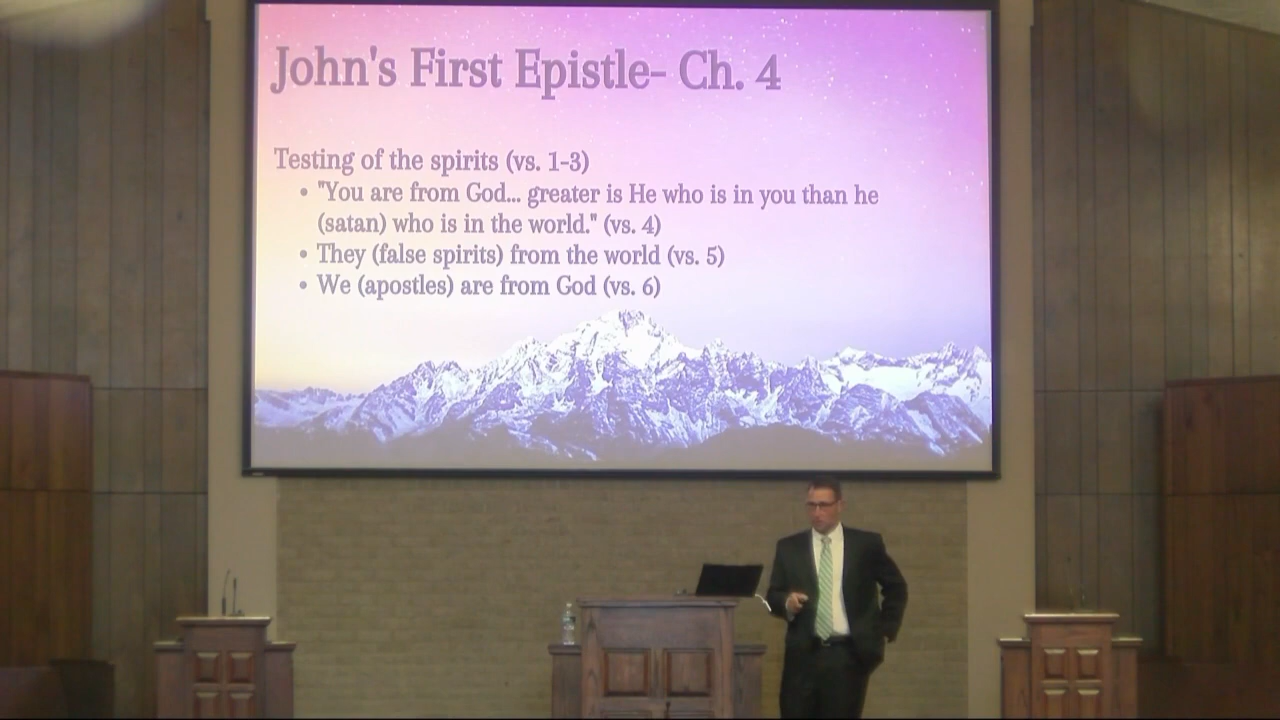 John's First Epistle- Ch. 4
Testing of the spirits (vs. 1-3)
• "You are from God... greater is He who is in you than he
(satan) who is in the world." (vs. 4)
• They (false spirits) from the world (vs. 5)
• We (apostles) are from God (vs. 6)